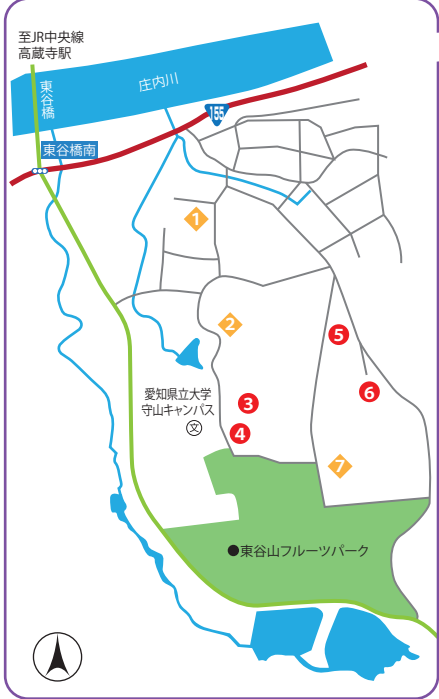 至JR中央線
高蔵寺駅
東谷橋
庄内川
155
東谷橋南
1
2
5
6
愛知県立大学
守山キャンパス
文
3
4
7
●東谷山フルーツパーク